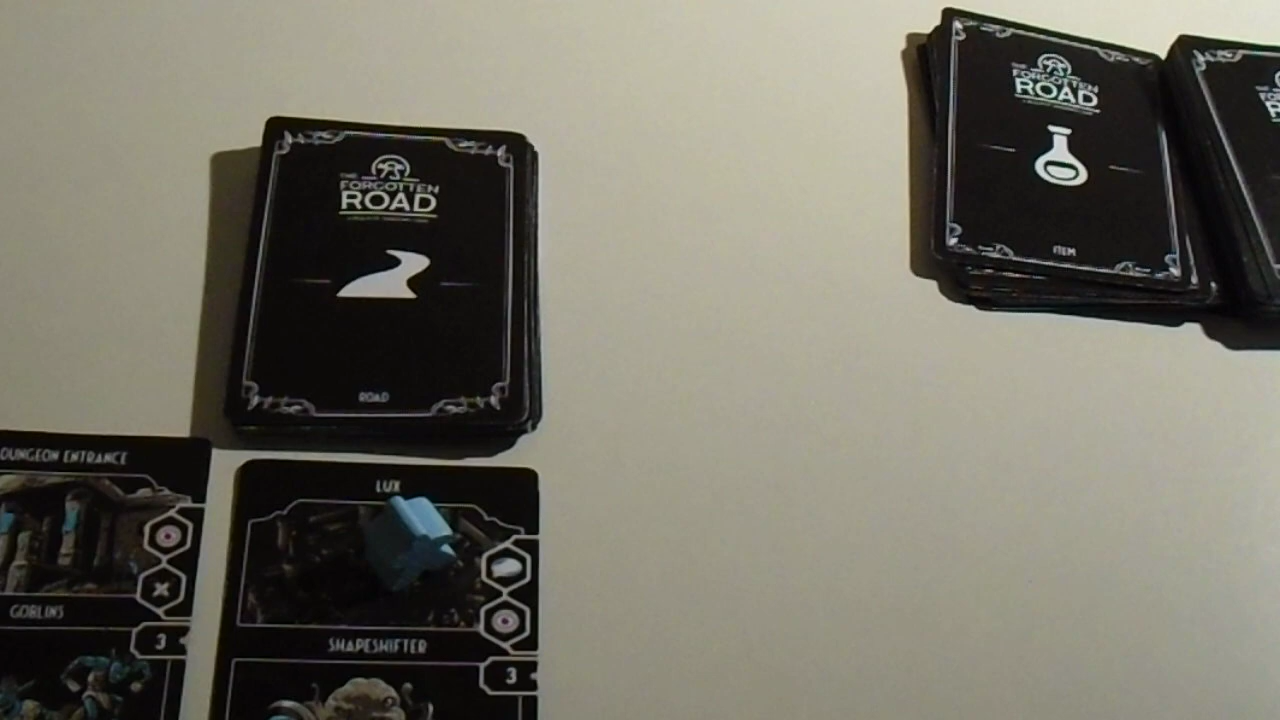 THE
FORGOTTEN
ROAD
ROAD
THE
FORGOTTEN
ROAD
ITEM
DUNGEON ENTRANCE
GOBLINS
3
LUX
SHAPESHIFTER
3